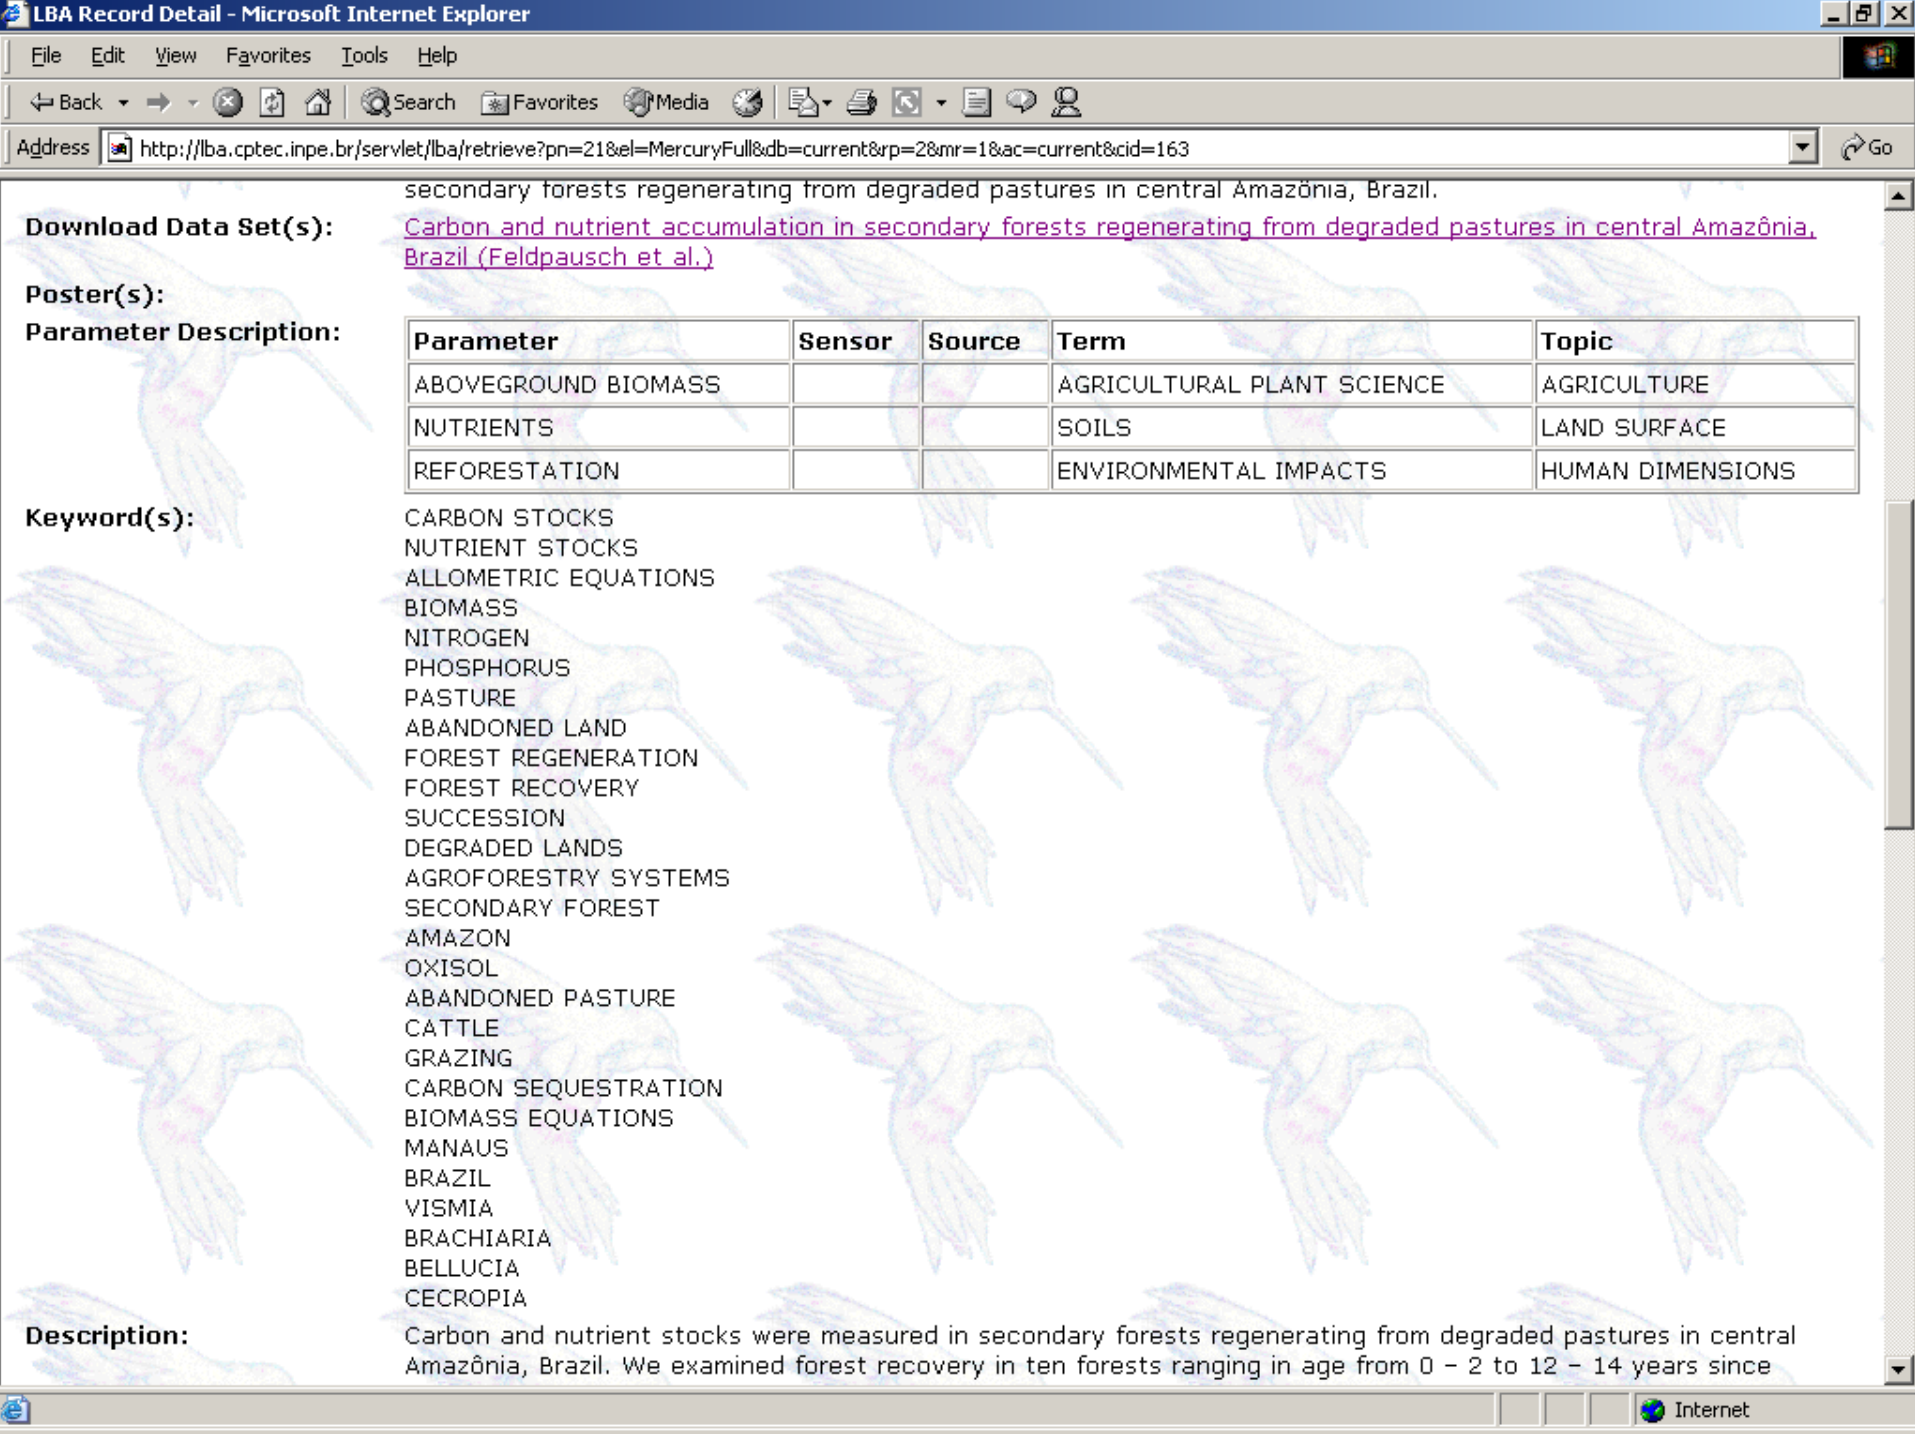 LBA Record Detail - Microsoft Internet Explorer
File Edit View Favorites Tools Help
Back Search Favorites Media
Address http://lba.cptec.inpe.br/servlet/lba/retrieve?pn=21&el=MercuryFull&db=current&rp=2&mr=1&ac=current&cid=163 Go
secondary forests regenerating from degraded pastures in central Amazônia, Brazil.
Download Data Set(s): Carbon and nutrient accumulation in secondary forests regenerating from degraded pastures in central Amazônia,
Brazil (Feldpausch et al.)
Poster(s):
Parameter Description:
Parameter Sensor Source Term Topic
ABOVEGROUND BIOMASS AGRICULTURAL PLANT SCIENCE AGRICULTURE
NUTRIENTS SOILS LAND SURFACE
REFORESTATION ENVIRONMENTAL IMPACTS HUMAN DIMENSIONS
Keyword(s): CARBON STOCKS
NUTRIENT STOCKS
ALLOMETRIC EQUATIONS
BIOMASS
NITROGEN
PHOSPHORUS
PASTURE
ABANDONED LAND
FOREST REGENERATION
FOREST RECOVERY
SUCCESSION
DEGRADED LANDS
AGROFORESTRY SYSTEMS
SECONDARY FOREST
AMAZON
OXISOL
ABANDONED PASTURE
CATTLE
GRAZING
CARBON SEQUESTRATION
BIOMASS EQUATIONS
MANAUS
BRAZIL
VISMIA
BRACHIARIA
BELLUCIA
CECROPIA
Description: Carbon and nutrient stocks were measured in secondary forests regenerating from degraded pastures in central
Amazônia, Brazil. We examined forest recovery in ten forests ranging in age from 0 - 2 to 12 - 14 years since
Internet